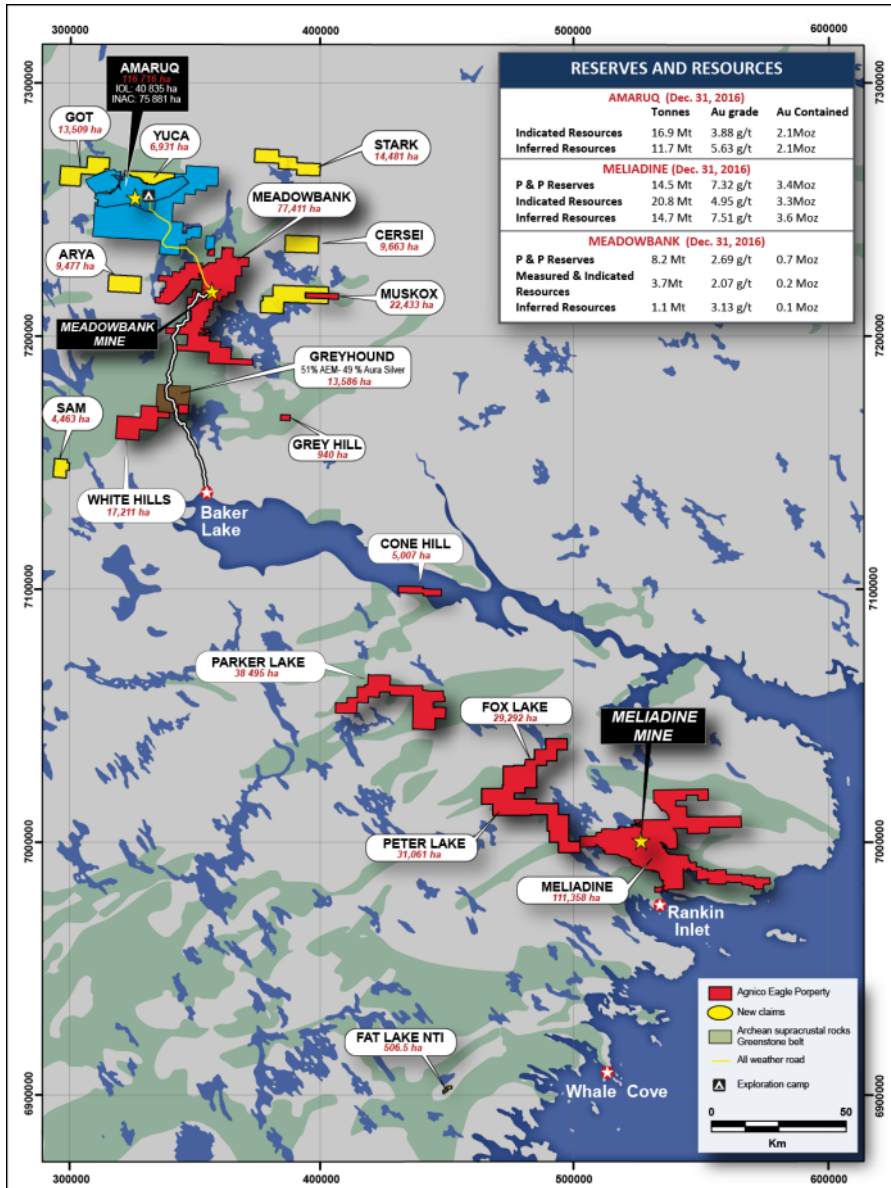 300000 400000 500000 600000
7300000 7300000
AMARUQ
116 716 ha
IOL: 40 835 ha
INAC: 75 881 ha
GOT
13,509 ha
YUCA
6,931 ha
STARK
14,481 ha
MEADOWBANK
77,411 ha
CERSEI
9,663 ha
ARYA
9,477 ha
MUSKOX
22,433 ha
MEADOWBANK
MINE
RESERVES AND RESOURCES
AMARUQ (Dec. 31, 2016)
Tonnes Au grade Au Contained
Indicated Resources 16.9 Mt 3.88 g/t 2.1Moz
Inferred Resources 11.7 Mt 5.63 g/t 2.1Moz
MELIADINE (Dec. 31, 2016)
P & P Reserves 14.5 Mt 7.32 g/t 3.4Moz
Indicated Resources 20.8 Mt 4.95 g/t 3.3Moz
Inferred Resources 14.7 Mt 7.51 g/t 3.6 Moz
MEADOWBANK (Dec. 31, 2016)
P & P Reserves 8.2 Mt 2.69 g/t 0.7 Moz
Measured & Indicated
Resources 3.7Mt 2.07 g/t 0.2 Moz
Inferred Resources 1.1 Mt 3.13 g/t 0.1 Moz
7200000 7200000
GREYHOUND
51% AEM- 49 % Aura Silver
13,586 ha
SAM
4,463 ha
GREY HILL
940 ha
WHITE HILLS
17,211 ha
Baker
Lake
CONE HILL
5,007 ha
7100000 7100000
PARKER LAKE
38 495 ha
FOX LAKE
29,292 ha
MELIADINE
MINE
PETER LAKE
31,061 ha
7000000 7000000
MELIADINE
111,358 ha
Rankin
Inlet
FAT LAKE NTI
506.5 ha
Whale Cove
6900000 6900000
Agnico Eagle Porperty
New claims
Archean supracrustal rocks
Greenstone belt
All weather road
Exploration camp
0 50
Km
300000 400000 500000 600000